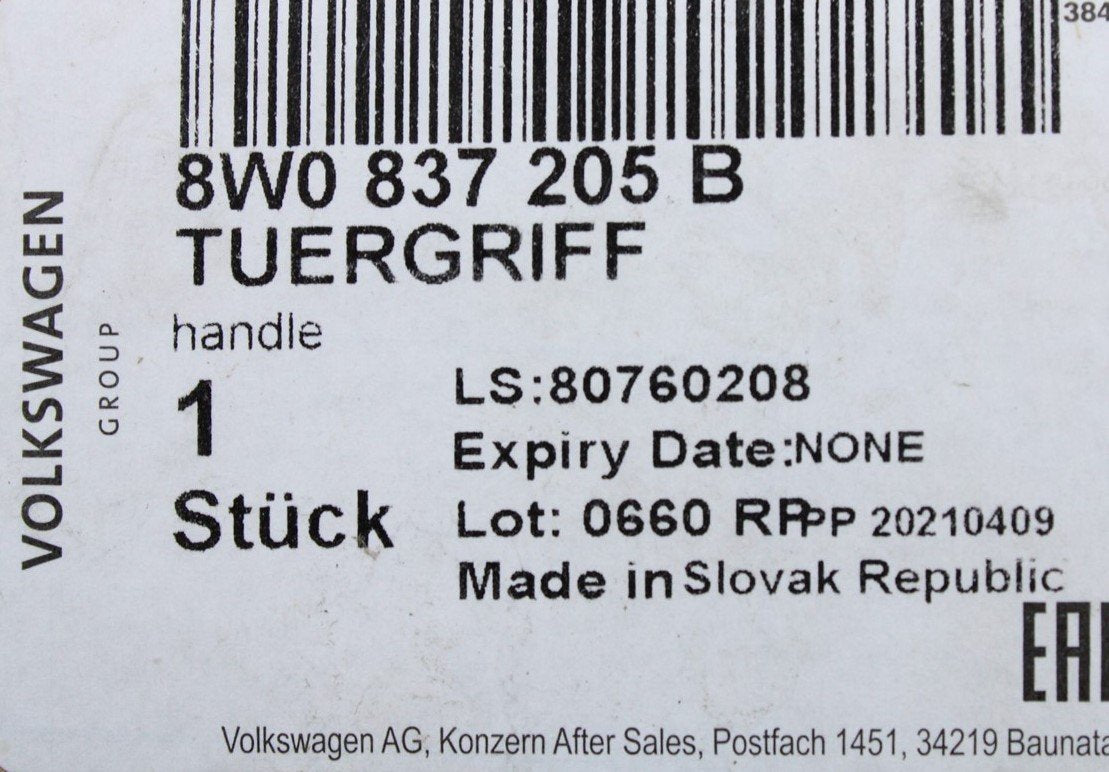 384
8W0 837 205 B
TUERGRIFF
handle
1
Stück
LS:80760208
Expiry Date:NONE
Lot: 0660 RPPP 20210409
Made in Slovak Republic
VOLKSWAGEN
GROUP
EAC
Volkswagen AG, Konzern After Sales, Postfach 1451, 34219 Baunata